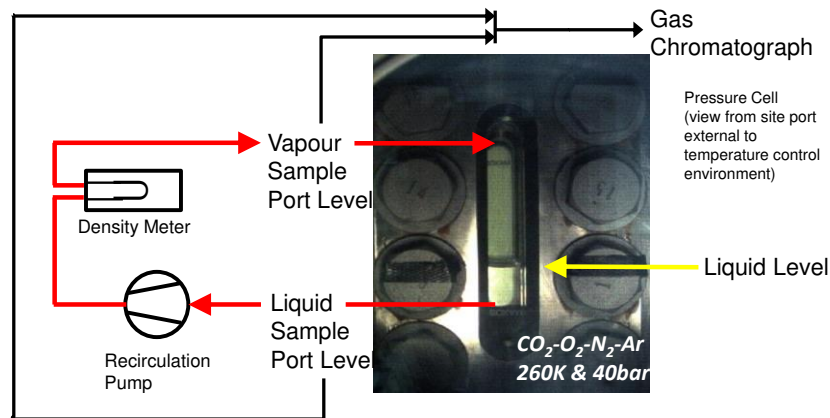 Gas
Chromatograph
Pressure Cell
(view from site port
external to
temperature control
environment)
Vapour
Sample
Port Level
Density Meter
Liquid Level
Liquid
Sample
Port Level
Recirculation
Pump
CO₂-O₂-N₂-Ar
260K & 40bar